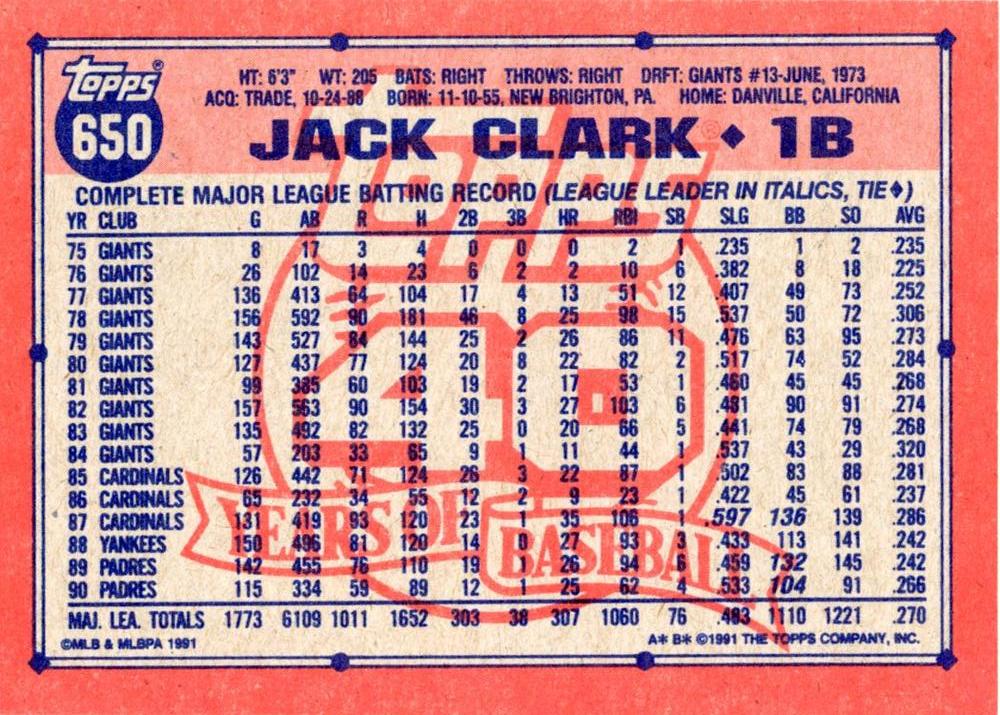 topps®
650
HT: 6'3" WT: 205 BATS: RIGHT THROWS: RIGHT DRFT: GIANTS #13-JUNE, 1973
ACQ: TRADE, 10-24-88 BORN: 11-10-55, NEW BRIGHTON, PA. HOME: DANVILLE, CALIFORNIA
JACK CLARK ♦ 1B
COMPLETE MAJOR LEAGUE BATTING RECORD (LEAGUE LEADER IN ITALICS, TIE♦)
YR CLUB G AB R H 2B 3B HR RBI SB SLG BB SO AVG
75 GIANTS 8 17 3 4 0 0 0 2 1 .235 1 2 .235
76 GIANTS 26 102 14 23 6 2 2 10 6 .382 8 18 .225
77 GIANTS 136 413 64 104 17 4 13 51 12 .407 49 73 .252
78 GIANTS 156 592 90 181 46 8 25 98 15 .537 50 72 .306
79 GIANTS 143 527 84 144 25 2 26 86 11 .476 63 95 .273
80 GIANTS 127 437 77 124 20 8 22 82 2 .517 74 52 .284
81 GIANTS 99 385 60 103 19 2 17 53 1 .460 45 45 .268
82 GIANTS 157 563 90 154 30 3 27 103 6 .481 90 91 .274
83 GIANTS 135 492 82 132 25 0 20 66 5 .441 74 79 .268
84 GIANTS 57 203 33 65 9 1 11 44 1 .537 43 29 .320
85 CARDINALS 126 442 71 124 26 3 22 87 1 .502 83 88 .281
86 CARDINALS 65 232 34 55 12 2 9 23 1 .422 45 61 .237
87 CARDINALS 131 419 93 120 23 1 35 106 1 .597 136 139 .286
88 YANKEES 150 496 81 120 14 0 27 93 3 .433 113 141 .242
89 PADRES 142 455 76 110 19 1 26 94 6 .459 132 145 .242
90 PADRES 115 334 59 89 12 1 25 62 4 .533 104 91 .266
MAJ. LEA. TOTALS 1773 6109 1011 1652 303 38 307 1060 76 .483 1110 1221 .270
©MLB & MLBPA 1991 A* B* ©1991 THE TOPPS COMPANY, INC.
topps®
40
YEARS OF BASEBALL